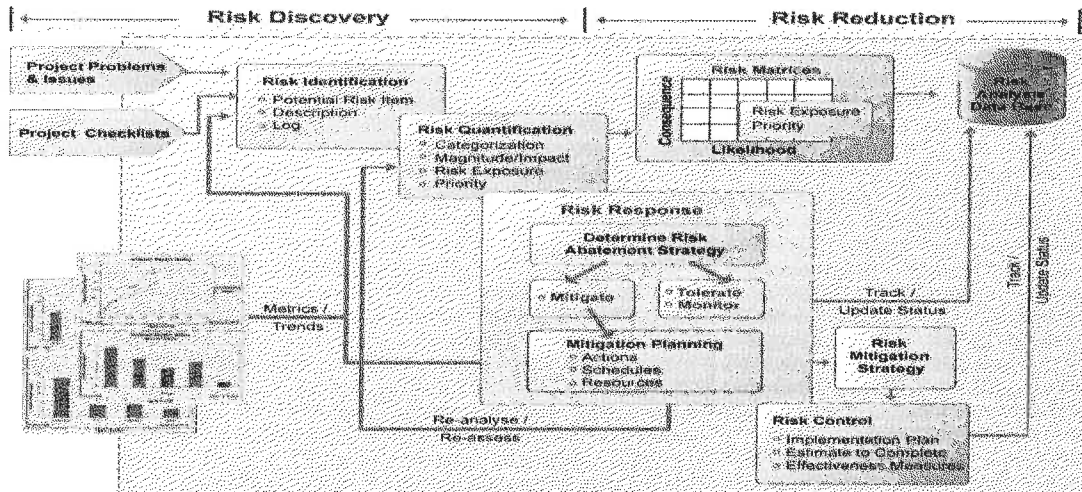 Risk Discovery
Risk Reduction
Project Problems
& Issues
Project Checklists
Risk Identification
Potential Risk Item
Description
Log
Risk Quantification
Categorization
Magnitude/Impact
Risk Exposure
Priority
Risk Matrices
Consequence
Risk Exposure
Priority
Likelihood
Risk
Analysis
Data Base
Risk Response
Determine Risk
Abatement Strategy
Mitigate
Tolerate
Monitor
Mitigation Planning
Actions
Schedules
Resources
Metrics /
Trends
Re-analyse /
Re-assess
Track /
Update Status
Track /
Update Status
Risk
Mitigation
Strategy
Risk Control
Implementation Plan
Estimate to Complete
Effectiveness Measures